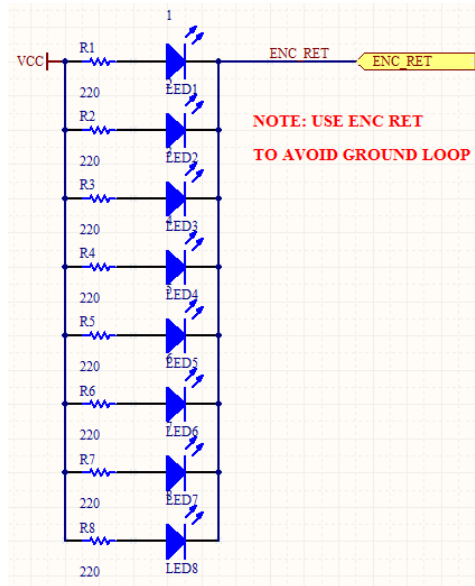 1
R1
VCC
ENC_RET
ENC_RET
220
LED1
R2
NOTE: USE ENC RET
TO AVOID GROUND LOOP
220
LED2
R3
220
LED3
R4
220
LED4
R5
220
LED5
R6
220
LED6
R7
220
LED7
R8
220
LED8